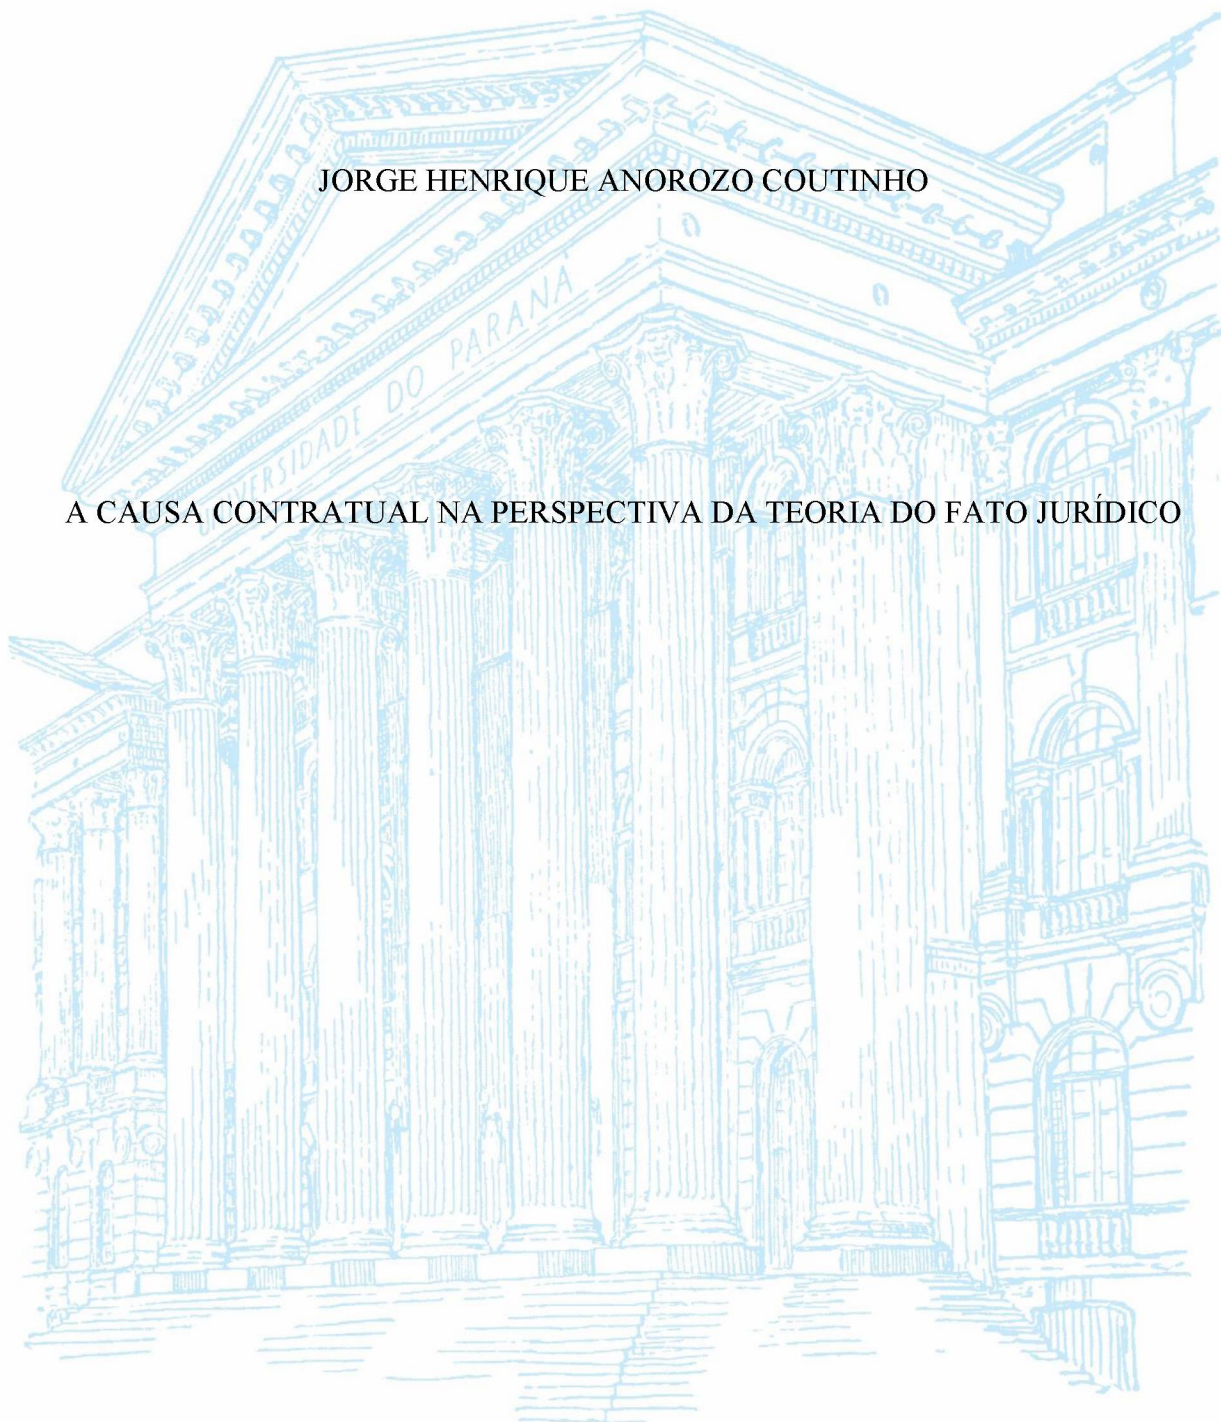 JORGE HENRIQUE ANOROZO COUTINHO
UNIVERSIDADE DO PARANÁ
A CAUSA CONTRATUAL NA PERSPECTIVA DA TEORIA DO FATO JURÍDICO